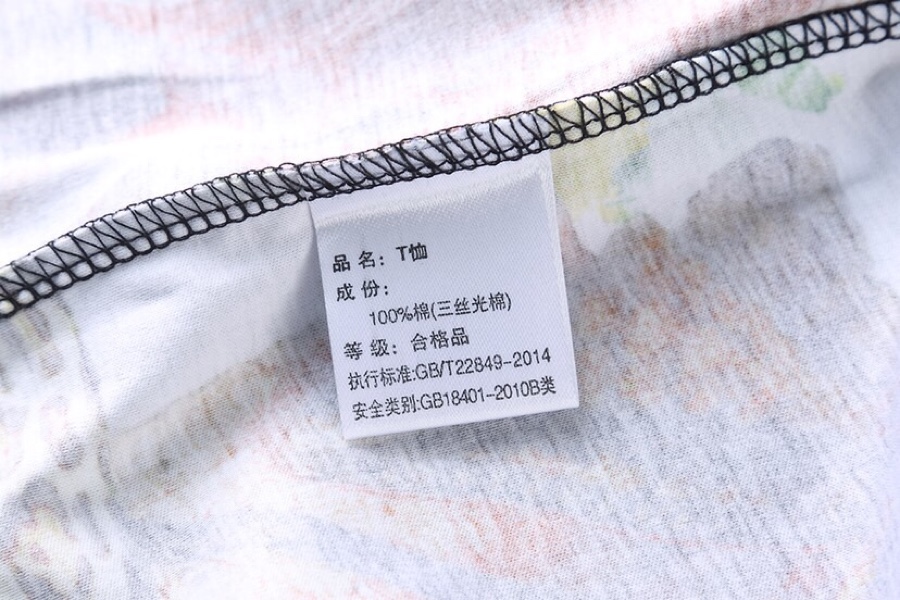 品名：T恤
成份：
100%棉(三丝光棉)
等级：合格品
执行标准:GB/T22849-2014
安全类别:GB18401-2010B类